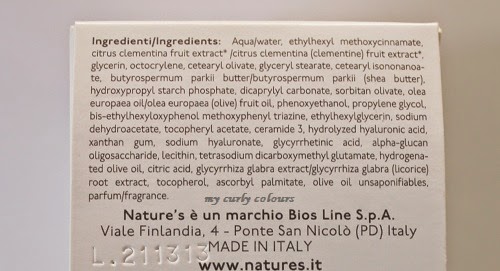 Ingredienti/Ingredients: Aqua/water, ethylhexyl methoxycinnamate,
citrus clementina fruit extract* /citrus clementina (clementine) fruit extract*,
glycerin, octocrylene, cetearyl olivate, glyceryl stearate, cetearyl isononanoa-
te, butyrospermum parkii butter/butyrospermum parkii (shea butter),
hydroxypropyl starch phosphate, dicaprylyl carbonate, sorbitan olivate, olea
europaea oil/olea europaea (olive) fruit oil, phenoxyethanol, propylene glycol,
bis-ethylhexyloxyphenol methoxyphenyl triazine, ethylhexylglycerin, sodium
dehydroacetate, tocopheryl acetate, ceramide 3, hydrolyzed hyaluronic acid,
xanthan gum, sodium hyaluronate, glycyrrhetinic acid, alpha-glucan
oligosaccharide, lecithin, tetrasodium dicarboxymethyl glutamate, hydrogena-
ted olive oil, citric acid, glycyrrhiza glabra extract/glycyrrhiza glabra (licorice)
root extract, tocopherol, ascorbyl palmitate, olive oil unsaponifiables,
parfum/fragrance.
my curly colours
Nature's è un marchio Bios Line S.p.A.
Viale Finlandia, 4 - Ponte San Nicolò (PD) Italy
MADE IN ITALY
L.211313
www.natures.it